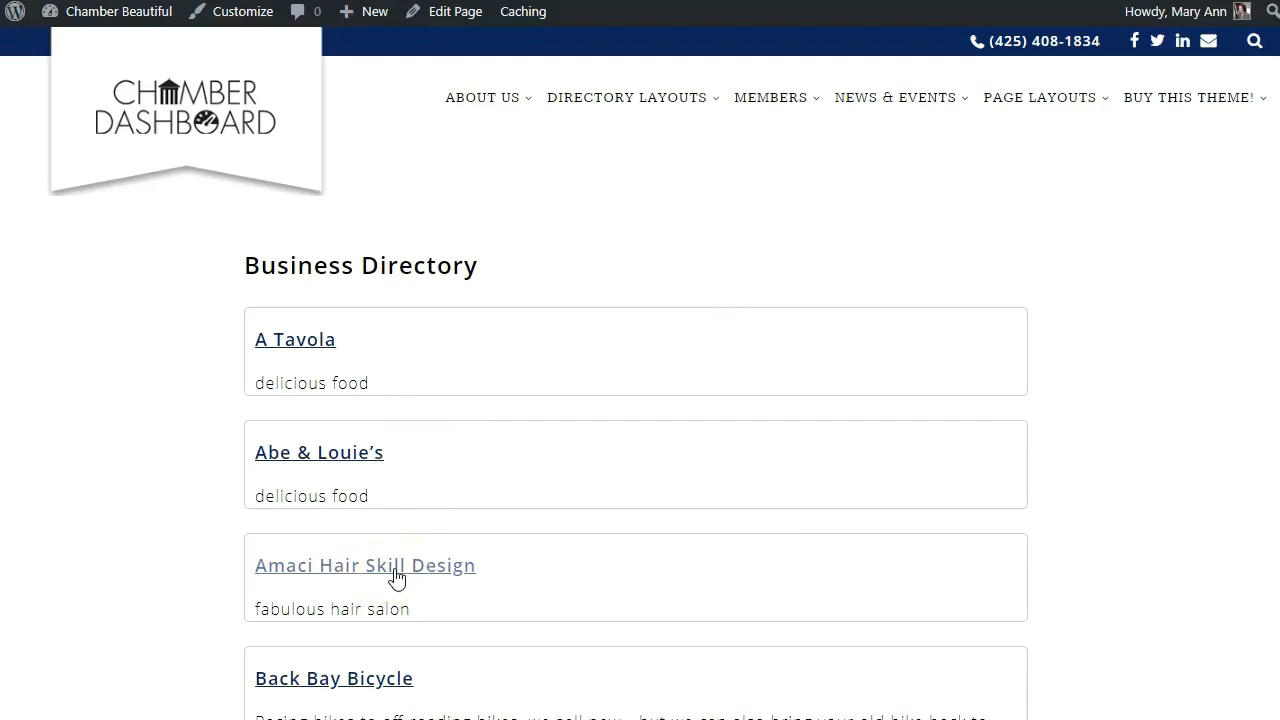 Chamber Beautiful Customize 0 New Edit Page Caching Howdy, Mary Ann
(425) 408-1834
CHAMBER
DASHBOARD
ABOUT US DIRECTORY LAYOUTS MEMBERS NEWS & EVENTS PAGE LAYOUTS BUY THIS THEME!
Business Directory
A Tavola
delicious food
Abe & Louie's
delicious food
Amaci Hair Skill Design
fabulous hair salon
Back Bay Bicycle